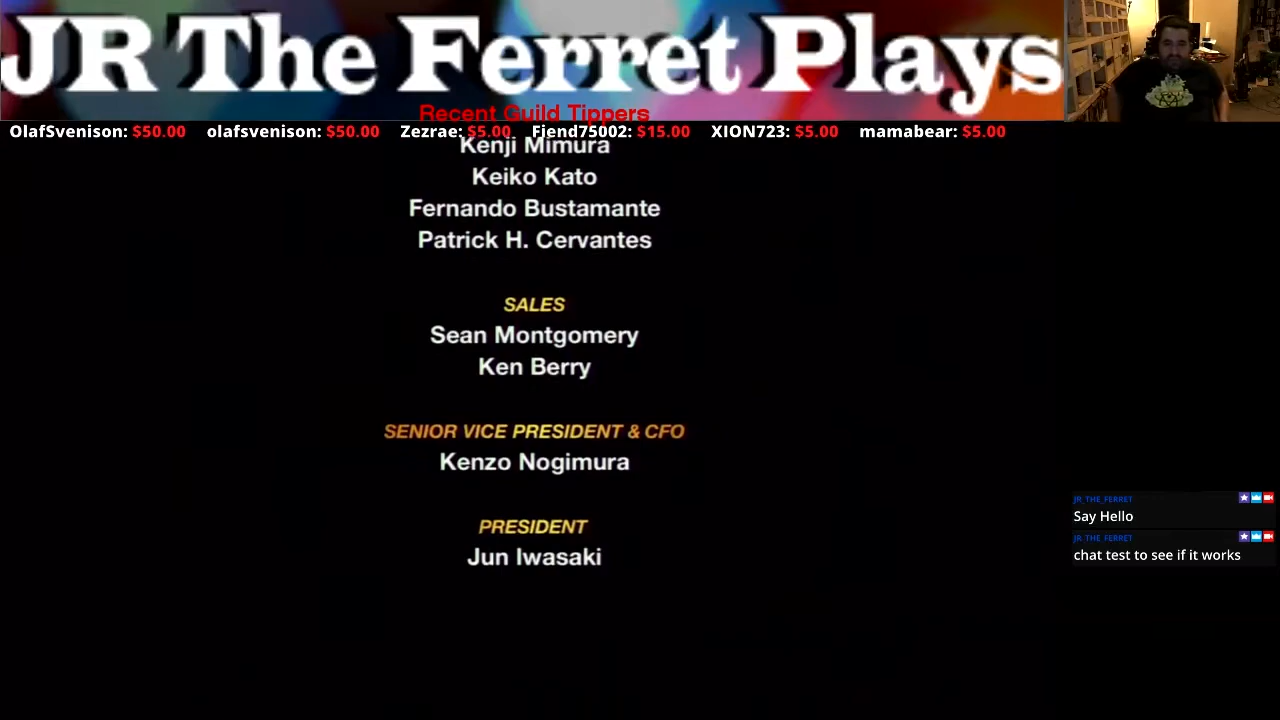 JR The Ferret Plays
Recent Guild Tippers
OlafSvenison: $50.00 olafsvenison: $50.00 Zezrae: $5.00 Fiend75002: $15.00 XION723: $5.00 mamabear: $5.00
Kenji Mimura
Keiko Kato
Fernando Bustamante
Patrick H. Cervantes
SALES
Sean Montgomery
Ken Berry
SENIOR VICE PRESIDENT & CFO
Kenzo Nogimura
PRESIDENT
Jun Iwasaki
JR_THE_FERRET
Say Hello
JR_THE_FERRET
chat test to see if it works